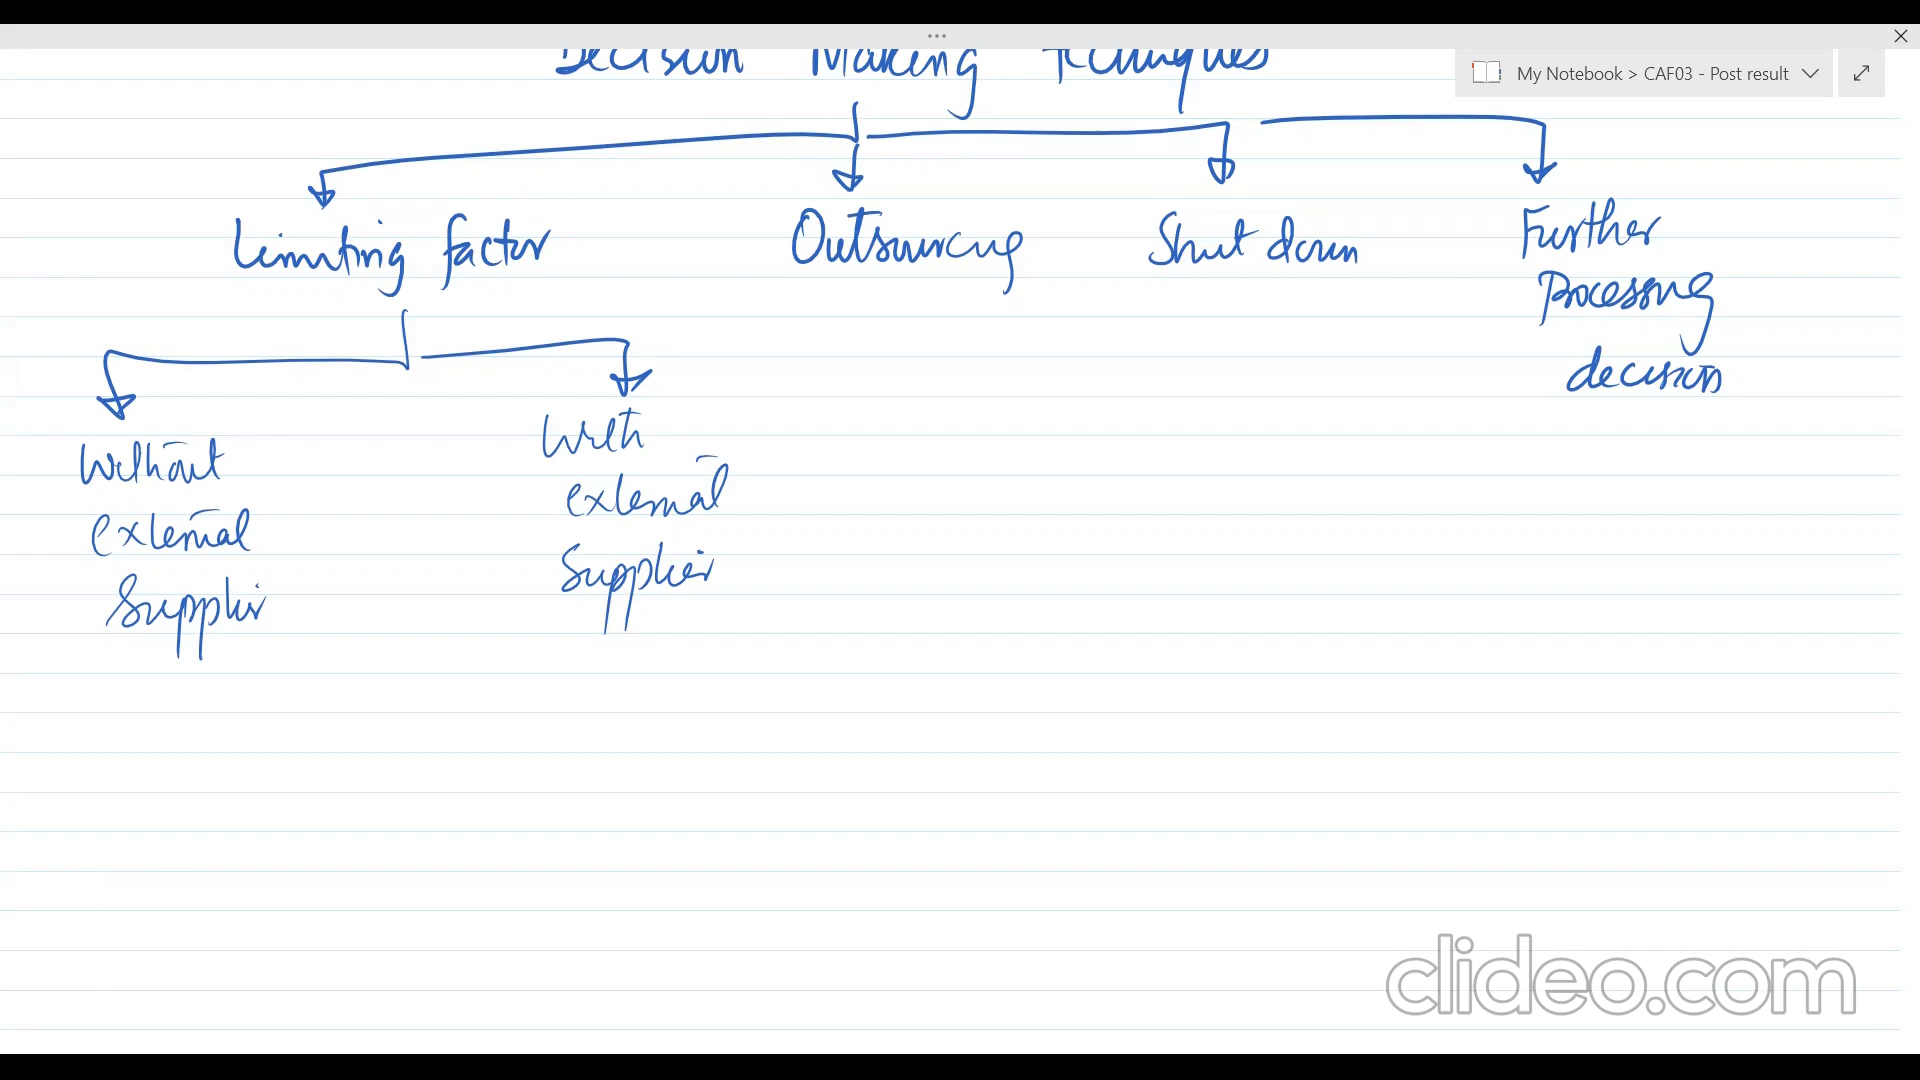 Decision Making Techniques
My Notebook > CAF03 - Post result
Limiting factor
Outsourcing
Shut down
Further
Processing
decision
Without
external
Supplier
With
external
Supplier
clideo.com